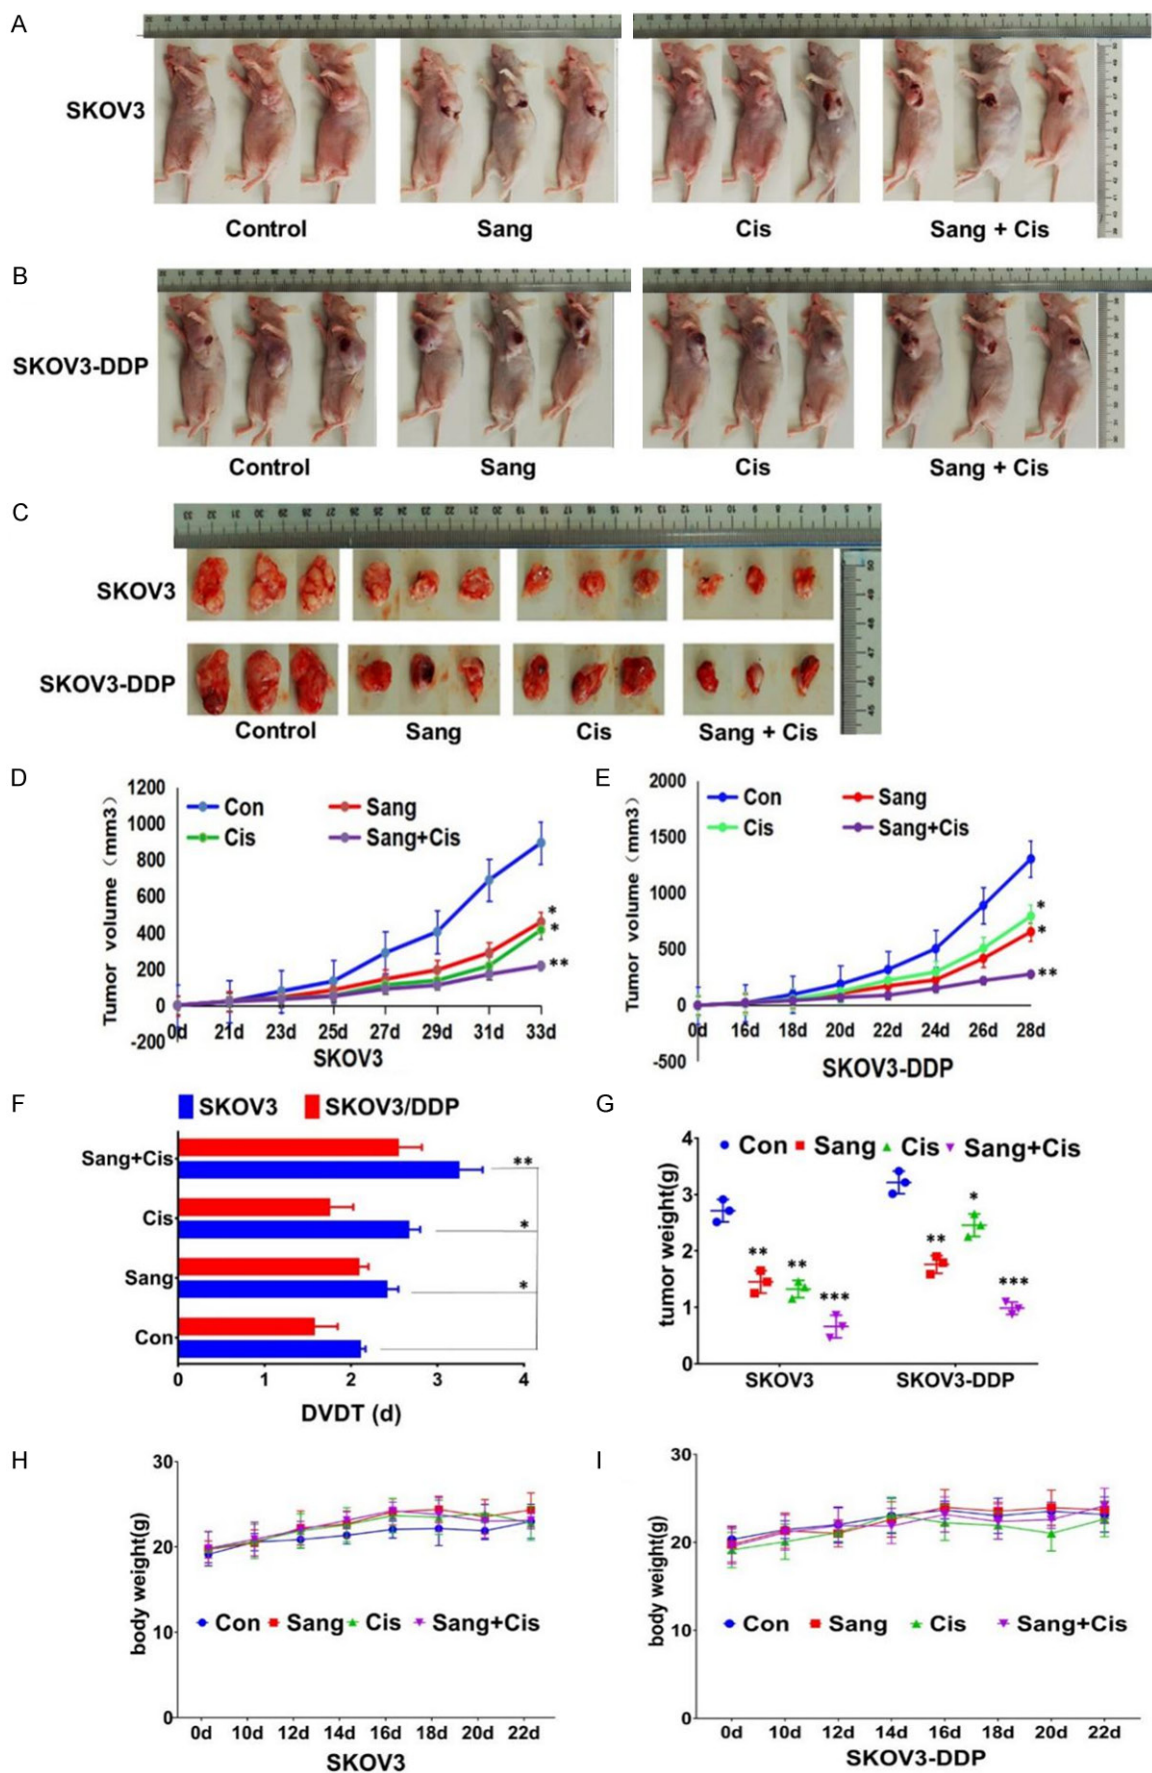 A
SKOV3
Control Sang Cis Sang + Cis
B
SKOV3-DDP
Control Sang Cis Sang + Cis
C
SKOV3
SKOV3-DDP
Control Sang Cis Sang + Cis
D
1200
1000
800
600
400
200
0
-200
Tumor volume (mm3)
Con Sang
Cis Sang+Cis
*
*
**
0d 21d 23d 25d 27d 29d 31d 33d
SKOV3
E
2000
1500
1000
500
0
-500
Tumor volume (mm3)
Con Sang
Cis Sang+Cis
*
*
**
0d 16d 18d 20d 22d 24d 26d 28d
SKOV3-DDP
F
SKOV3 SKOV3/DDP
Sang+Cis
Cis
Sang
Con
**
*
*
0 1 2 3 4
DVDT (d)
G
4
3
2
1
0
tumor weight(g)
Con Sang Cis Sang+Cis
** ** *** ** * ***
SKOV3 SKOV3-DDP
H
30
20
10
0
body weight(g)
Con Sang Cis Sang+Cis
0d 10d 12d 14d 16d 18d 20d 22d
SKOV3
I
30
20
10
0
body weight(g)
Con Sang Cis Sang+Cis
0d 10d 12d 14d 16d 18d 20d 22d
SKOV3-DDP